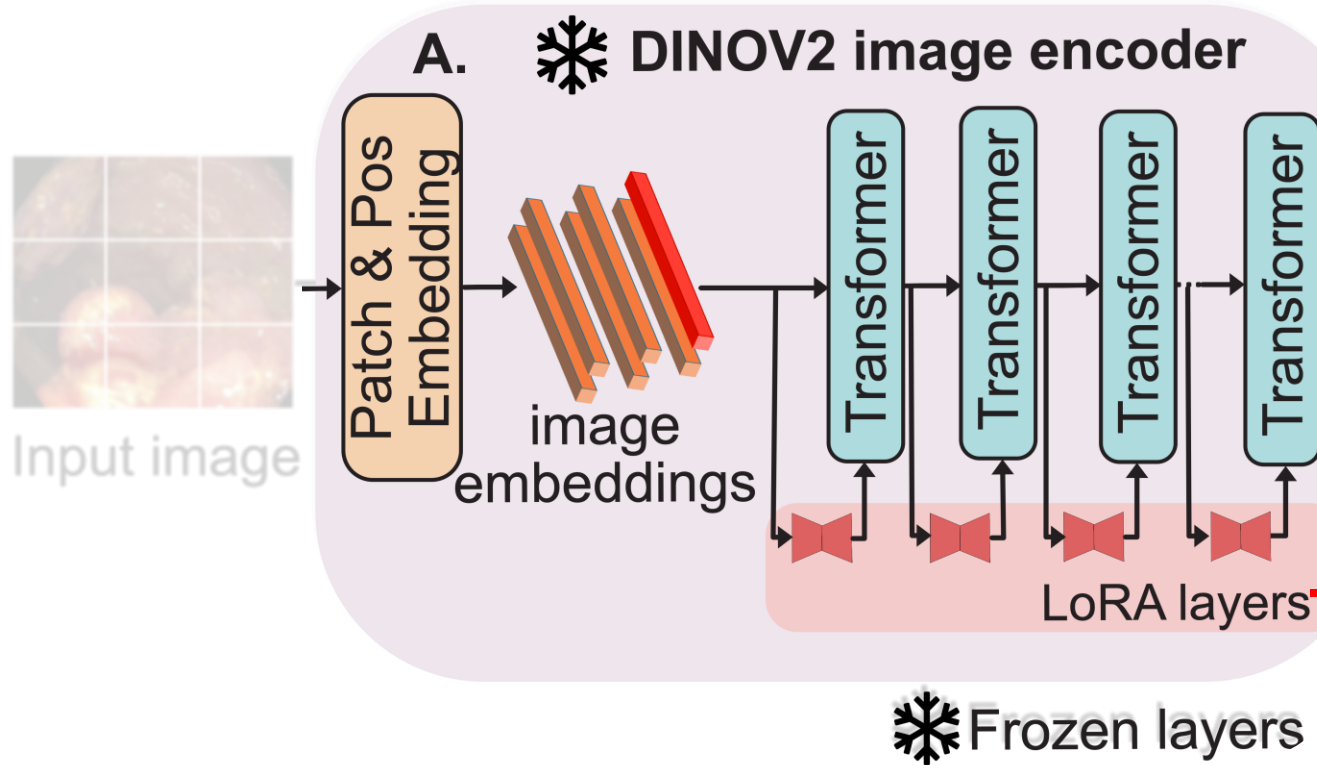 A. DINOV2 image encoder
Patch & Pos
Embedding
Transformer
Transformer
Transformer
Transformer
Input image
image
embeddings
LoRA layers
Frozen layers